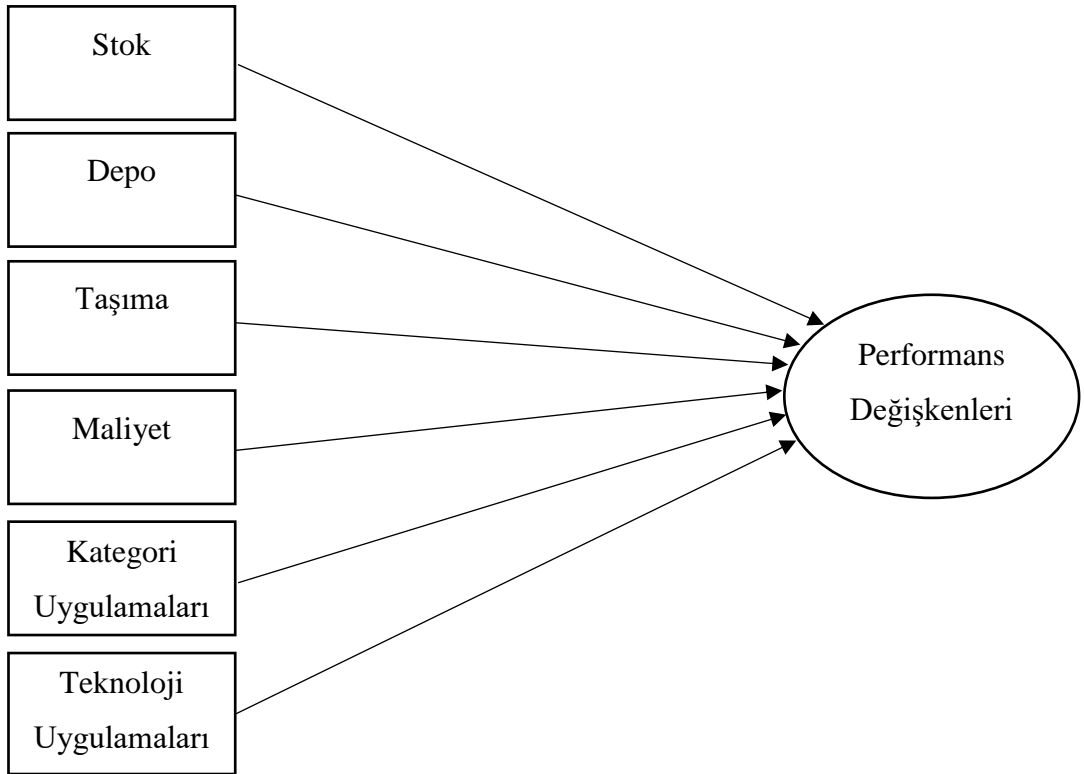 Stok
Depo
Taşıma
Maliyet
Kategori
Uygulamaları
Teknoloji
Uygulamaları
Performans
Değişkenleri